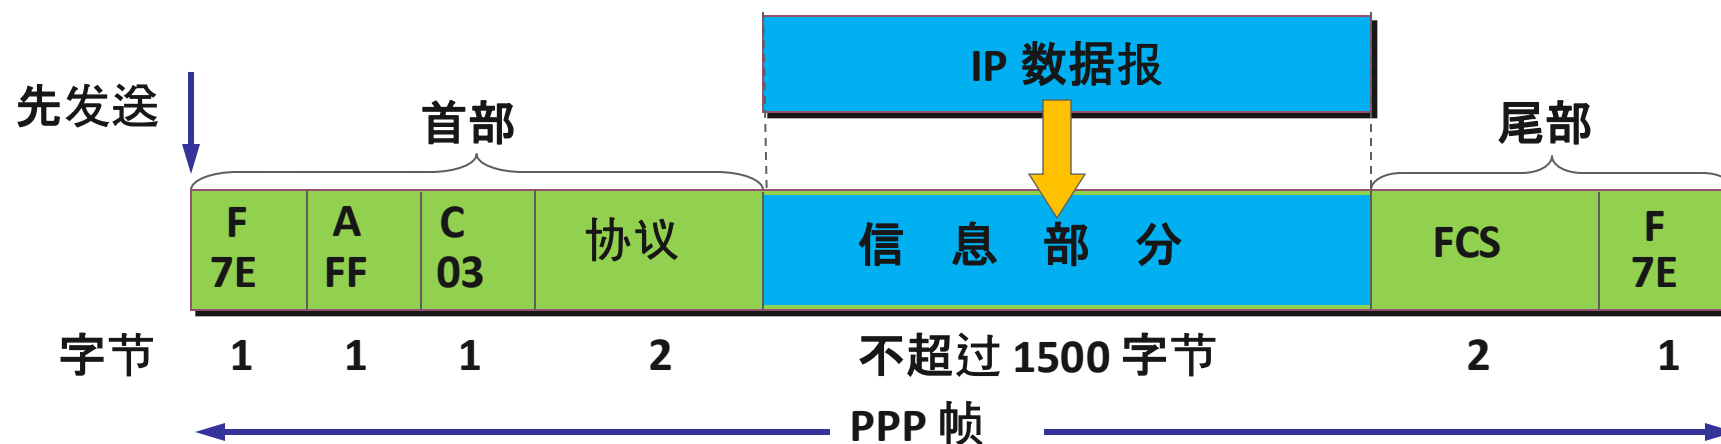 IP 数据报
先发送
首部
尾部
F
7E
A
FF
C
03
协议
信 息 部 分
FCS
F
7E
字节 1 1 1 2 不超过 1500 字节 2 1
PPP 帧